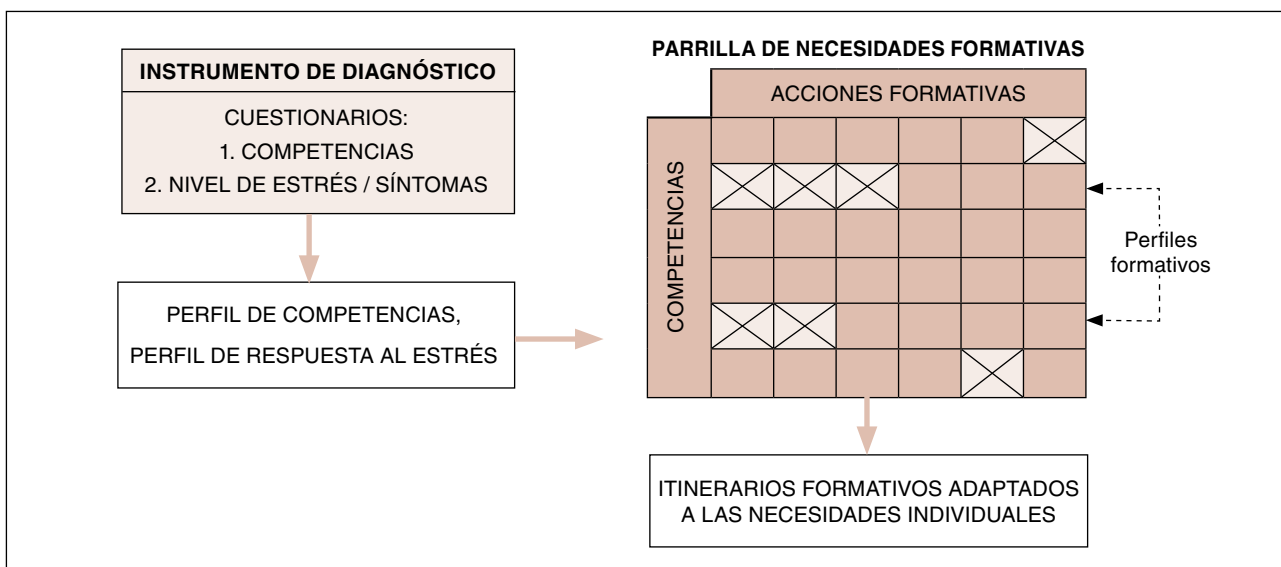 INSTRUMENTO DE DIAGNÓSTICO
CUESTIONARIOS:
1. COMPETENCIAS
2. NIVEL DE ESTRÉS / SÍNTOMAS
PERFIL DE COMPETENCIAS,
PERFIL DE RESPUESTA AL ESTRÉS
PARRILLA DE NECESIDADES FORMATIVAS
ACCIONES FORMATIVAS
COMPETENCIAS
Perfiles
formativos
ITINERARIOS FORMATIVOS ADAPTADOS
A LAS NECESIDADES INDIVIDUALES